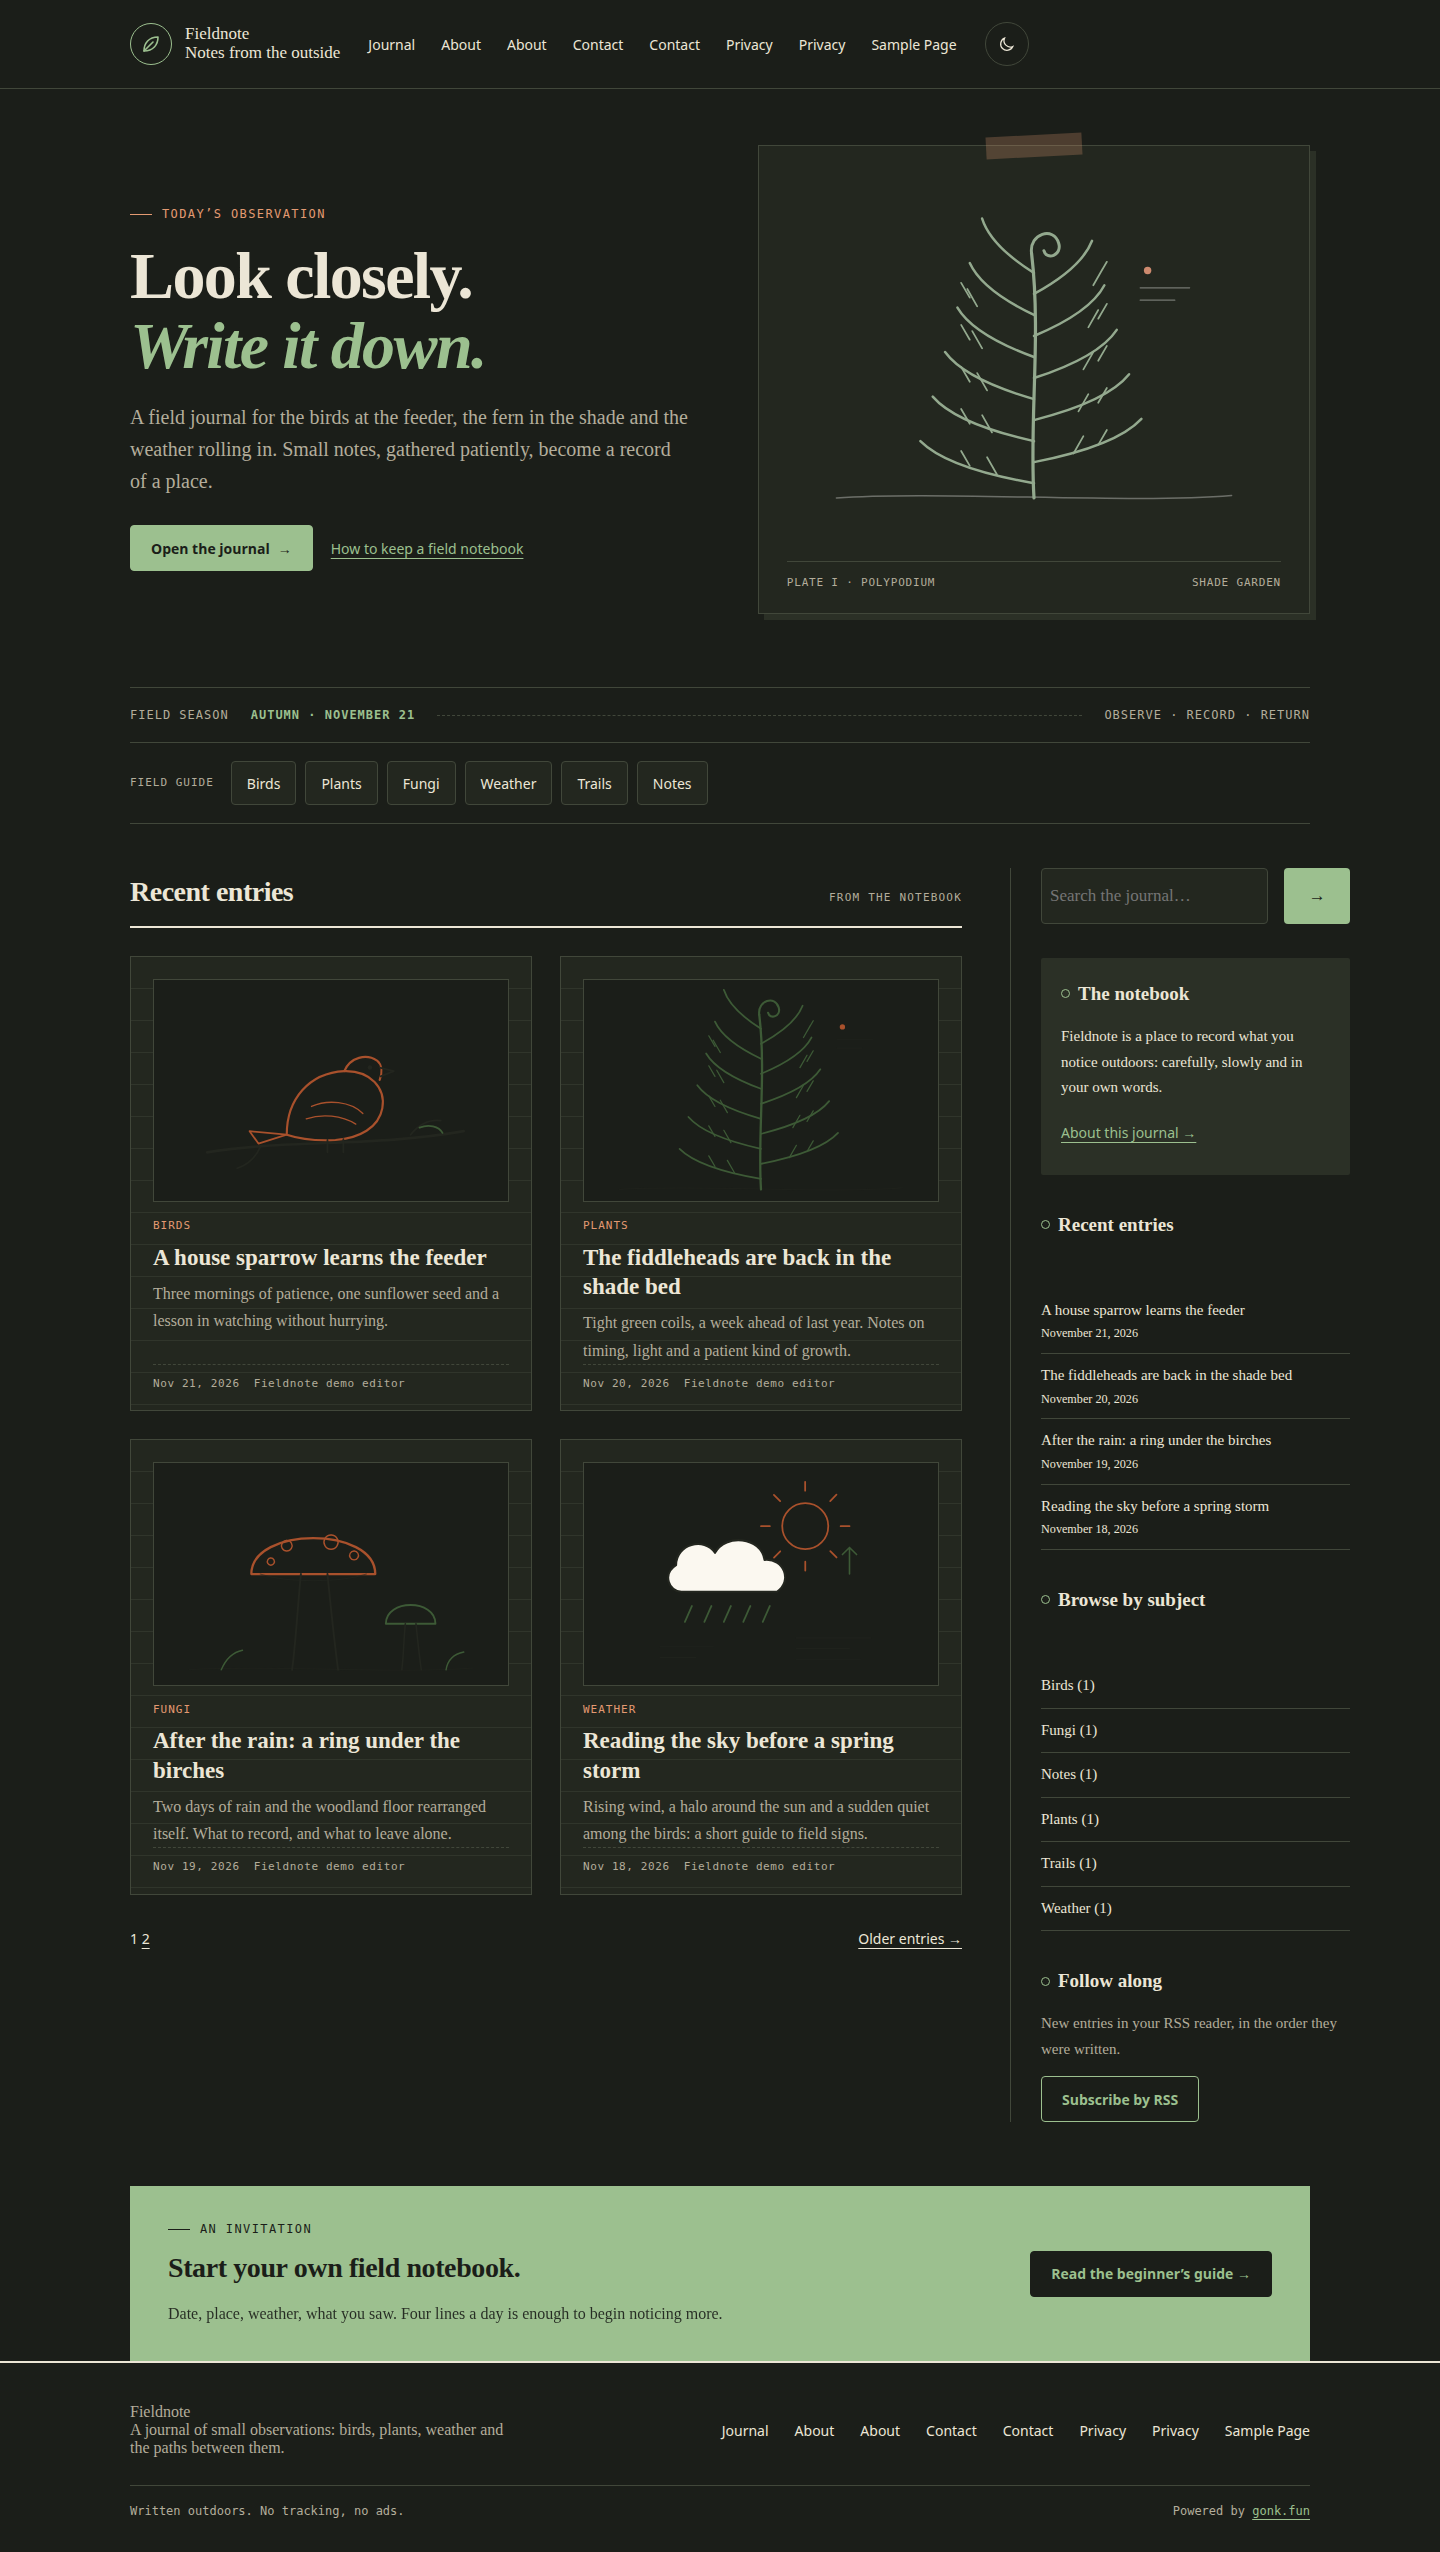 Fieldnote
Notes from the outside
Journal About About Contact Contact Privacy Privacy Sample Page
TODAY’S OBSERVATION
Look closely.
Write it down.
A field journal for the birds at the feeder, the fern in the shade and the
weather rolling in. Small notes, gathered patiently, become a record
of a place.
Open the journal →
How to keep a field notebook
PLATE I · POLYPODIUM
SHADE GARDEN
FIELD SEASON AUTUMN · NOVEMBER 21
OBSERVE · RECORD · RETURN
FIELD GUIDE Birds Plants Fungi Weather Trails Notes
Recent entries
FROM THE NOTEBOOK
BIRDS
A house sparrow learns the feeder
Three mornings of patience, one sunflower seed and a
lesson in watching without hurrying.
Nov 21, 2026 Fieldnote demo editor
PLANTS
The fiddleheads are back in the
shade bed
Tight green coils, a week ahead of last year. Notes on
timing, light and a patient kind of growth.
Nov 20, 2026 Fieldnote demo editor
FUNGI
After the rain: a ring under the
birches
Two days of rain and the woodland floor rearranged
itself. What to record, and what to leave alone.
Nov 19, 2026 Fieldnote demo editor
WEATHER
Reading the sky before a spring
storm
Rising wind, a halo around the sun and a sudden quiet
among the birds: a short guide to field signs.
Nov 18, 2026 Fieldnote demo editor
1 2
Older entries →
Search the journal…
→
The notebook
Fieldnote is a place to record what you
notice outdoors: carefully, slowly and in
your own words.
About this journal →
Recent entries
A house sparrow learns the feeder
November 21, 2026
The fiddleheads are back in the shade bed
November 20, 2026
After the rain: a ring under the birches
November 19, 2026
Reading the sky before a spring storm
November 18, 2026
Browse by subject
Birds (1)
Fungi (1)
Notes (1)
Plants (1)
Trails (1)
Weather (1)
Follow along
New entries in your RSS reader, in the order they
were written.
Subscribe by RSS
AN INVITATION
Start your own field notebook.
Date, place, weather, what you saw. Four lines a day is enough to begin noticing more.
Read the beginner’s guide →
Fieldnote
A journal of small observations: birds, plants, weather and
the paths between them.
Journal About About Contact Contact Privacy Privacy Sample Page
Written outdoors. No tracking, no ads.
Powered by gonk.fun